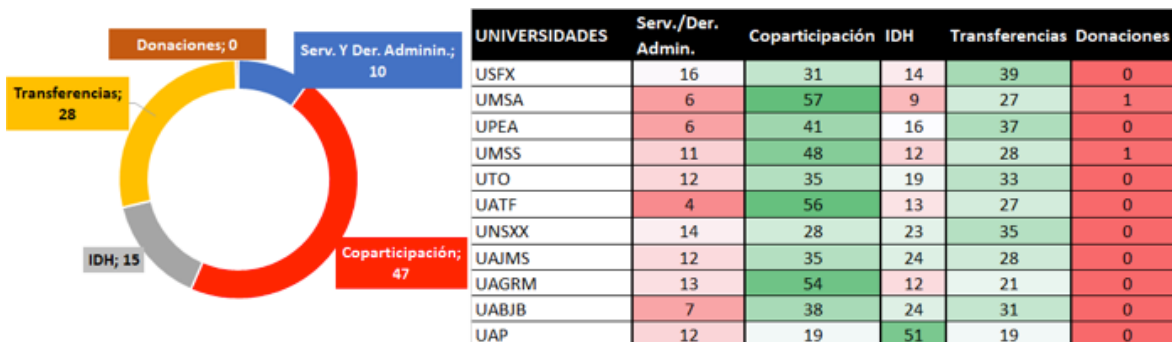 Donaciones; 0
Serv. Y Der. Adminin.;
10
Transferencias;
28
IDH; 15
Coparticipación;
47
UNIVERSIDADES Serv./Der. Admin. Coparticipación IDH Transferencias Donaciones
USFX 16 31 14 39 0
UMSA 6 57 9 27 1
UPEA 6 41 16 37 0
UMSS 11 48 12 28 1
UTO 12 35 19 33 0
UATF 4 56 13 27 0
UNSXX 14 28 23 35 0
UAJMS 12 35 24 28 0
UAGRM 13 54 12 21 0
UABJB 7 38 24 31 0
UAP 12 19 51 19 0